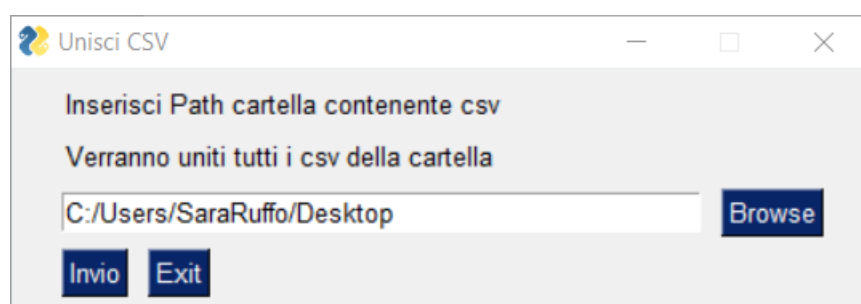 Unisci CSV
Inserisci Path cartella contenente csv
Verranno uniti tutti i csv della cartella
C:/Users/SaraRuffo/Desktop Browse
Invio Exit